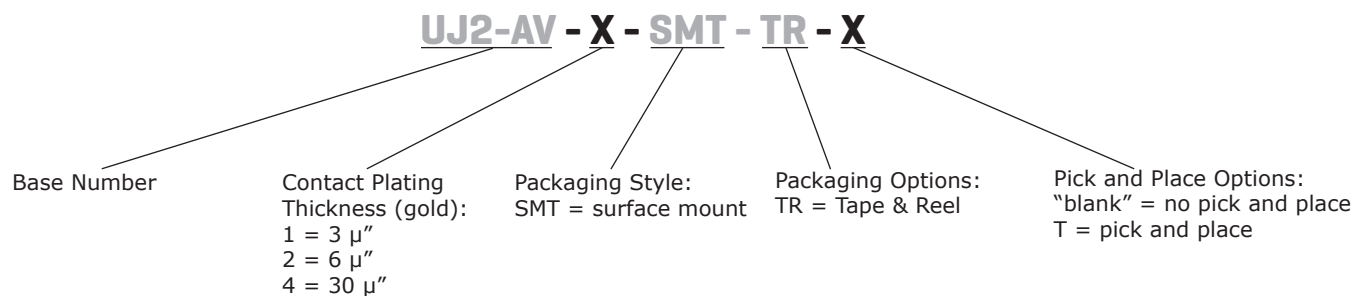 UJ2-AV - X - SMT - TR - X
Base Number
Contact Plating
Thickness (gold):
1 = 3 µ”
2 = 6 µ”
4 = 30 µ”
Packaging Style:
SMT = surface mount
Packaging Options:
TR = Tape & Reel
Pick and Place Options:
“blank” = no pick and place
T = pick and place